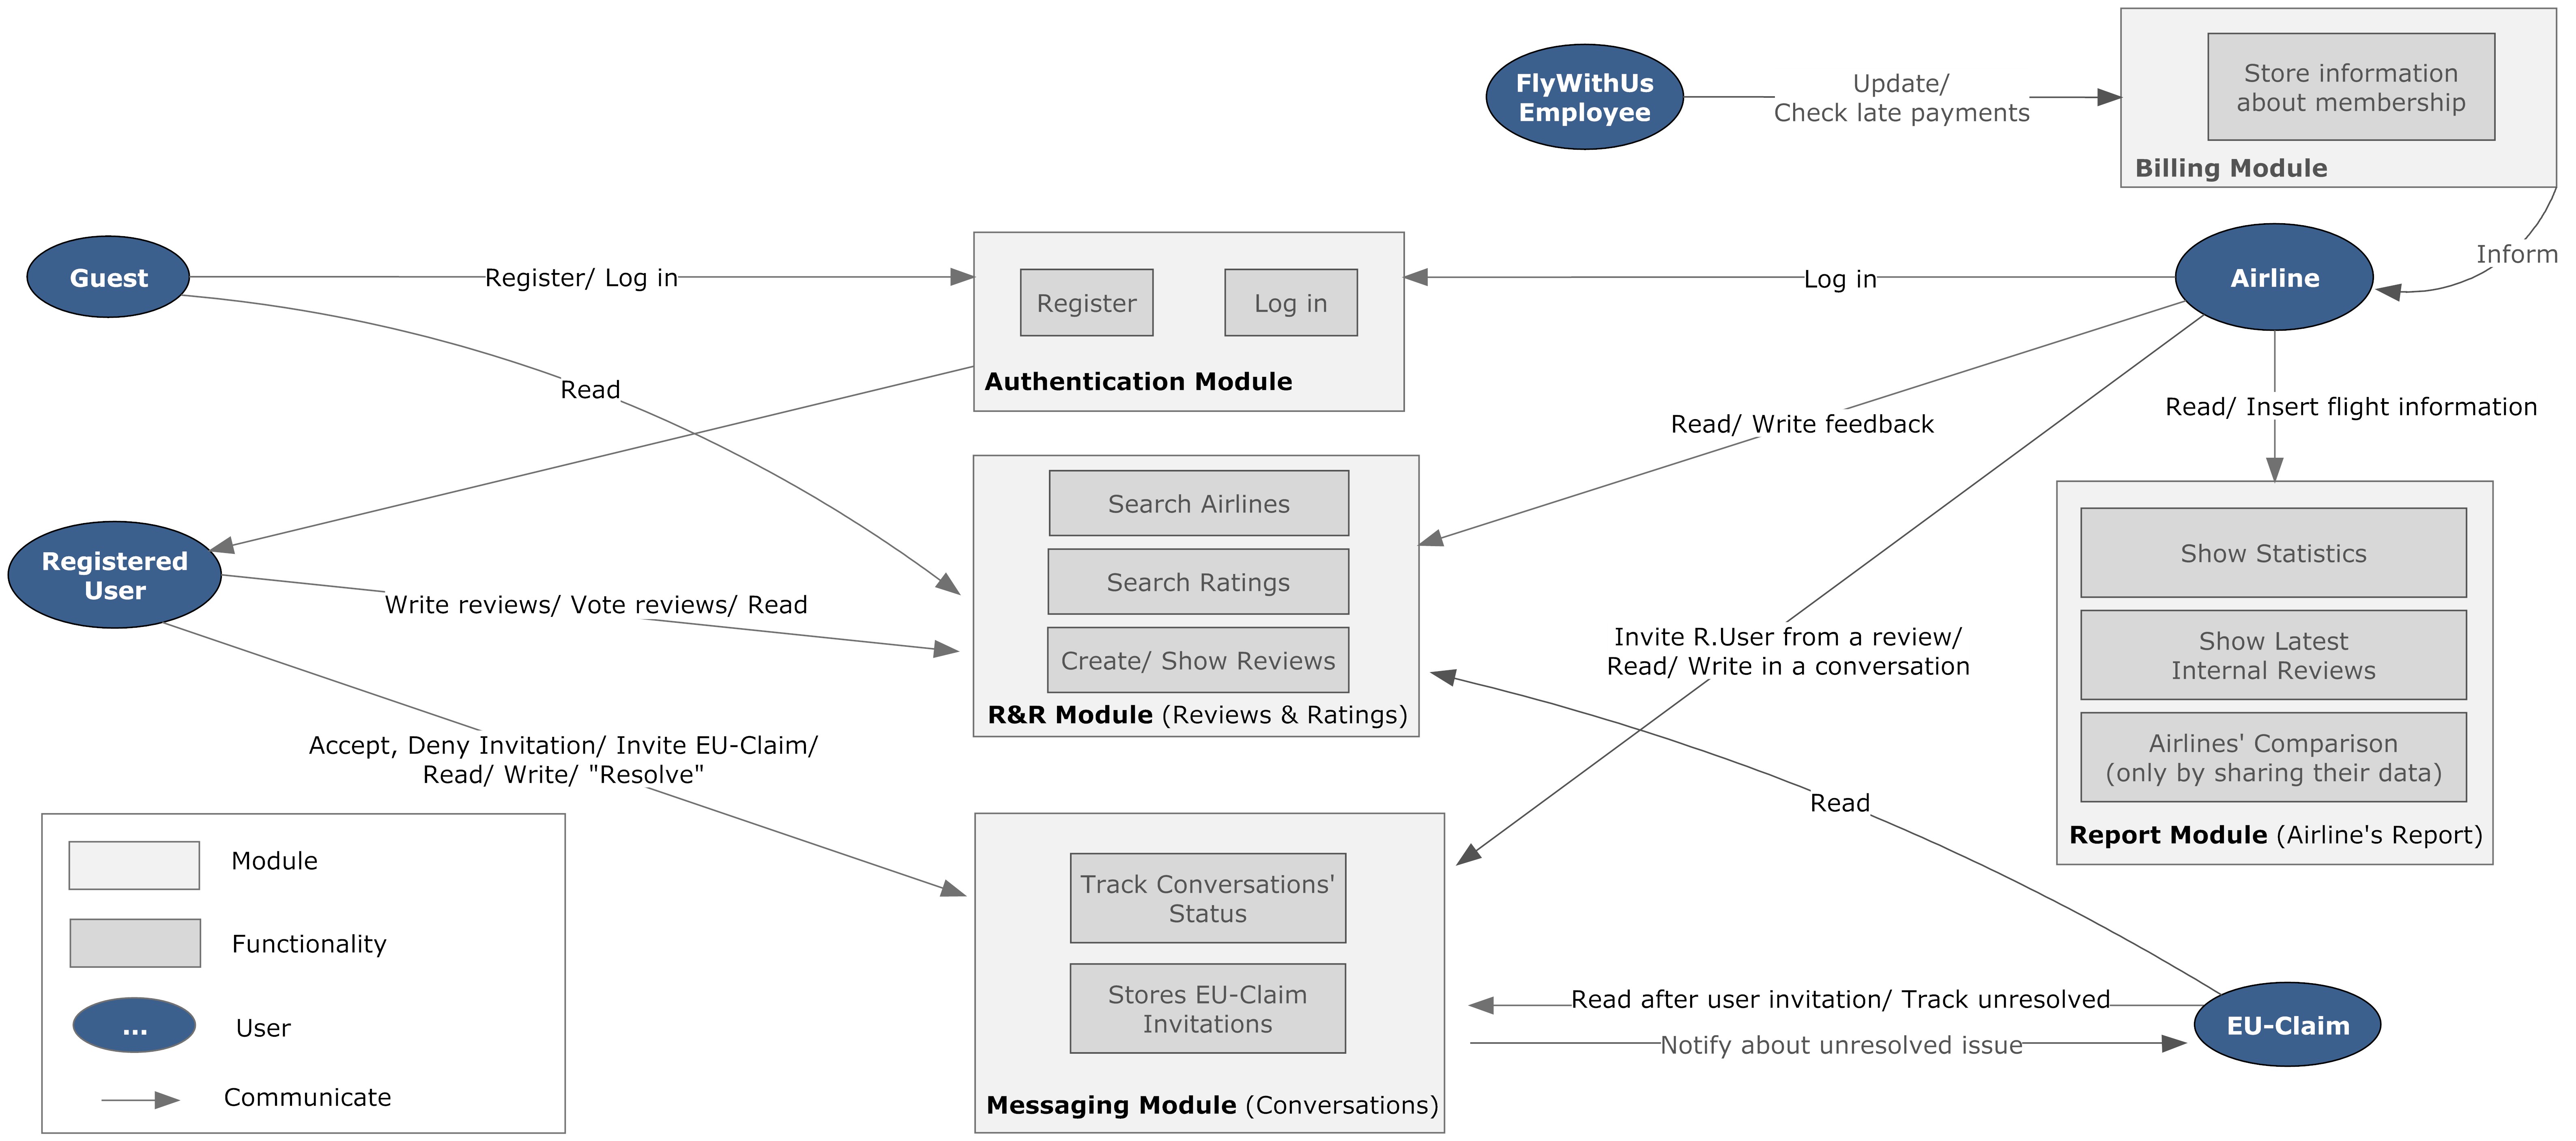 FlyWithUs
Employee
Update/
Check late payments
Store information
about membership
Billing Module
Inform
Guest
Register/ Log in
Register
Log in
Authentication Module
Log in
Airline
Read
Read/ Write feedback
Read/ Insert flight information
Registered
User
Write reviews/ Vote reviews/ Read
Search Airlines
Search Ratings
Create/ Show Reviews
R&R Module (Reviews & Ratings)
Invite R.User from a review/
Read/ Write in a conversation
Show Statistics
Show Latest
Internal Reviews
Airlines' Comparison
(only by sharing their data)
Report Module (Airline's Report)
Accept, Deny Invitation/ Invite EU-Claim/
Read/ Write/ "Resolve"
Read
Track Conversations'
Status
Stores EU-Claim
Invitations
Messaging Module (Conversations)
Read after user invitation/ Track unresolved
Notify about unresolved issue
EU-Claim
Module
Functionality
...
User
Communicate